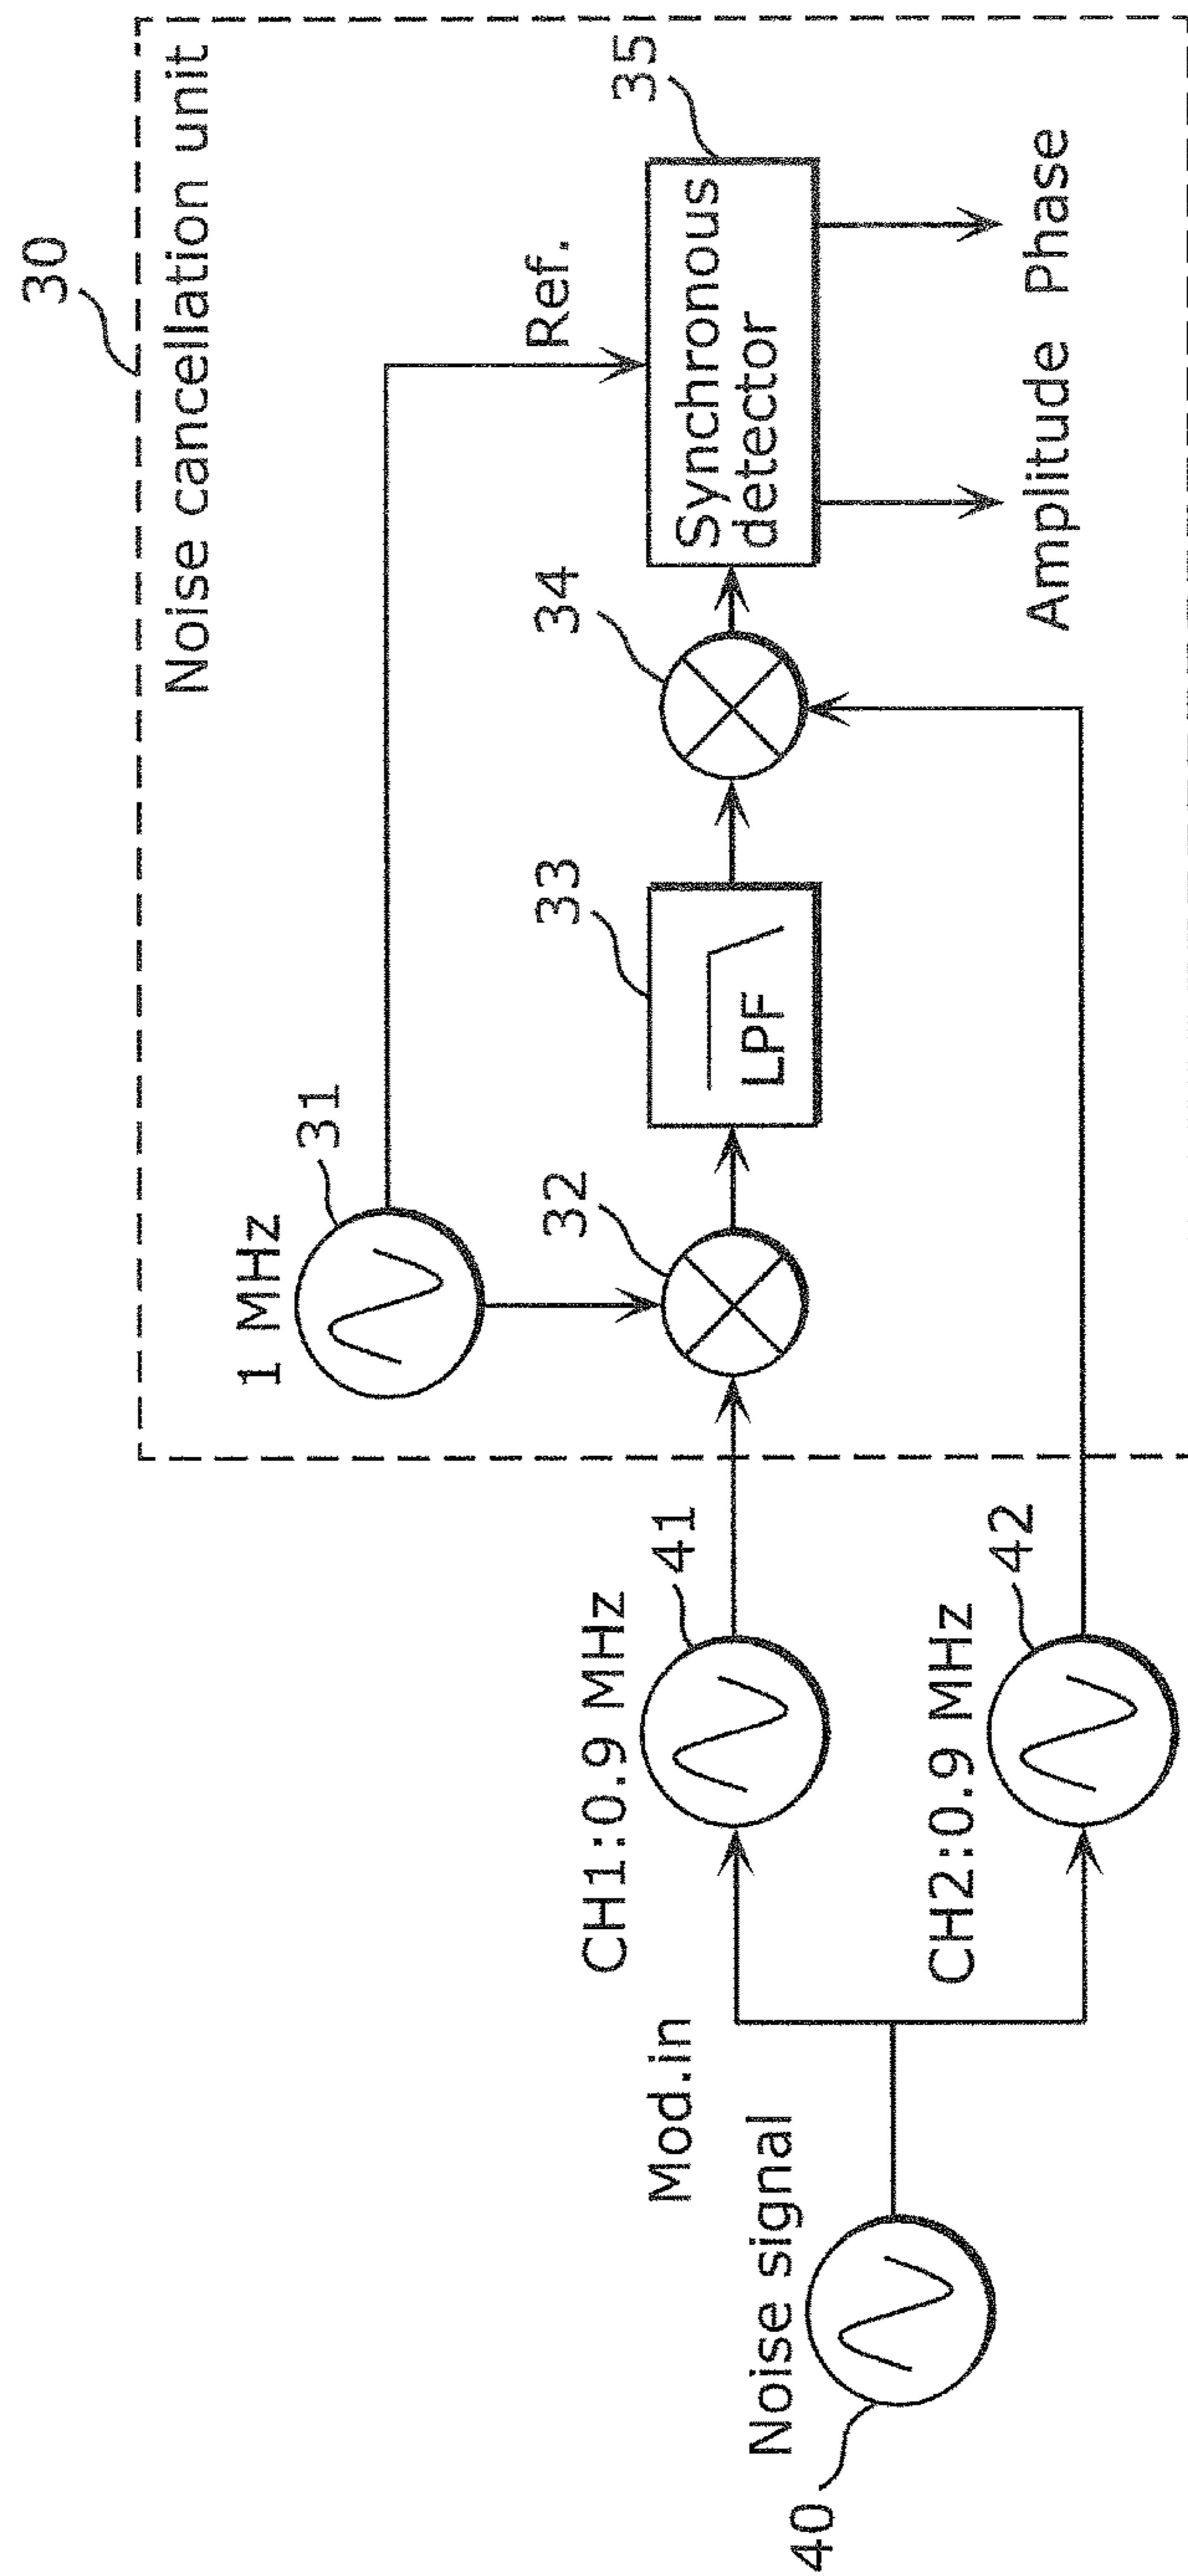 30
Noise cancellation unit
1 MHz
31
Ref.
35
32
33
34
LPF
Synchronous
detector
Amplitude
Phase
CH1:0.9 MHz
41
Mod.in
Noise signal
40
CH2:0.9 MHz
42